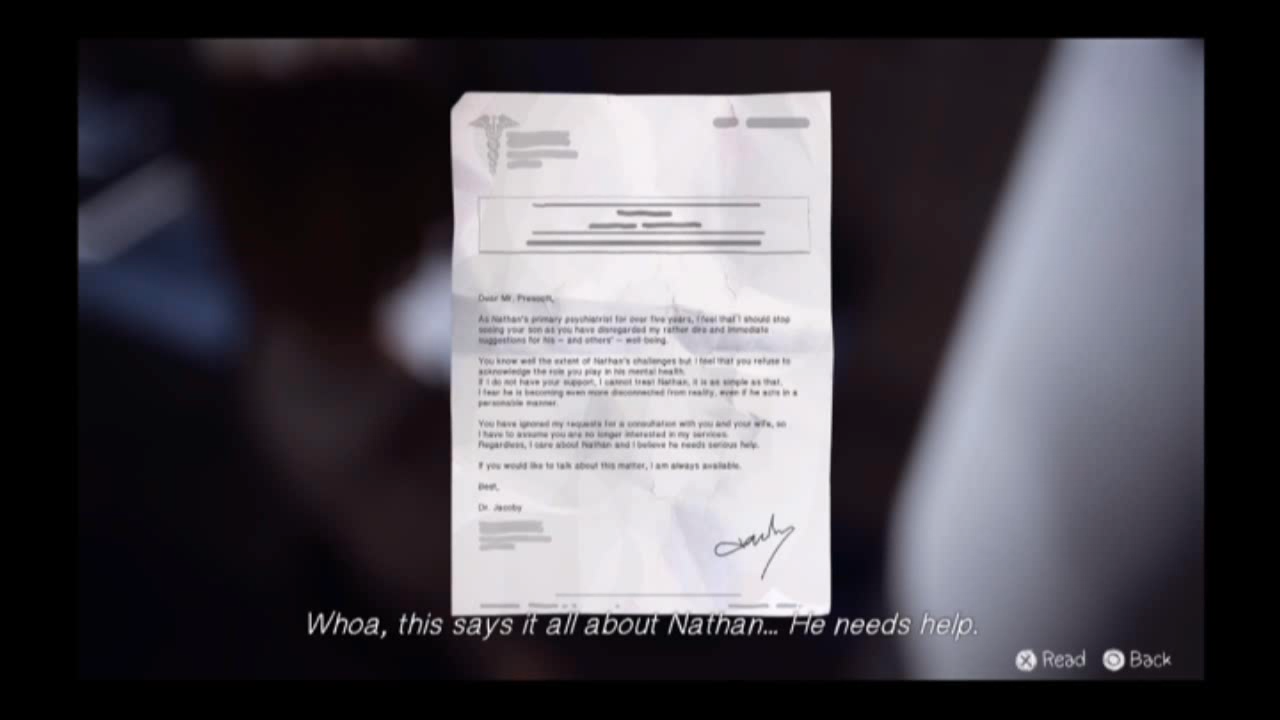 Dear Mr. Prescott,
As Nathan's primary psychiatrist for over five years, I feel that I should stop
seeing your son as you have disregarded my rather dire and immediate
suggestions for his – and others' – well-being.
You know well the extent of Nathan's challenges but I feel that you refuse to
acknowledge the role you play in his mental health.
If I do not have your support, I cannot treat Nathan, it is as simple as that.
I fear he is becoming even more disconnected from reality, even if he acts in a
personable manner.
You have ignored my requests for a consultation with you and your wife, so
I have to assume you are no longer interested in my services.
Regardless, I care about Nathan and I believe he needs serious help.
If you would like to talk about this matter, I am always available.
Best,
Dr. Jacoby
Whoa, this says it all about Nathan... He needs help.
Read Back